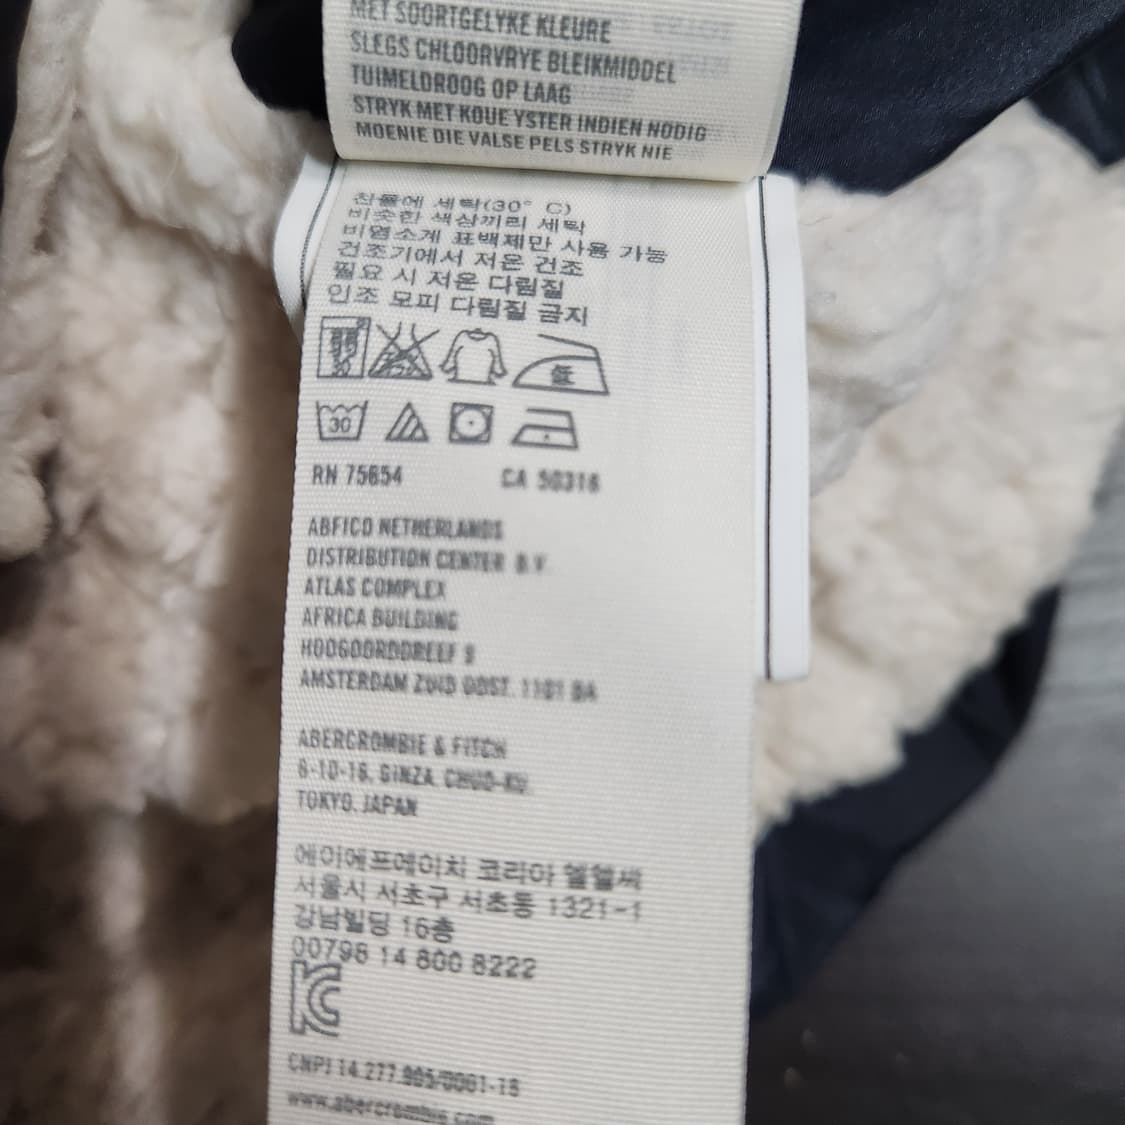 MET SOORTGELYKE KLEURE
SLEGS CHLOORVRYE BLEIKMIDDEL
TUIMELDROOG OP LAAG
STRYK MET KOUE YSTER INDIEN NODIG
MOENIE DIE VALSE PELS STRYK NIE
찬물에 세탁(30° C)
비슷한 색상끼리 세탁
비염소계 표백제만 사용 가능
건조기에서 저온 건조
필요 시 저온 다림질
인조 모피 다림질 금지
30
低
30
RN 75654 CA 50316
ABFICO NETHERLANDS
DISTRIBUTION CENTER B.V.
ATLAS COMPLEX
AFRICA BUILDING
HOOGOORDDREEF 9
AMSTERDAM ZUID OOST, 1101 BA
ABERCROMBIE & FITCH
6-10-16, GINZA, CHUO-KU,
TOKYO, JAPAN
에이에프에이치 코리아 엘엘씨
서울시 서초구 서초동 1321-1
강남빌딩 16층
00798 14 800 8222
CNPJ 14.277.905/0001-16
www.abercrombie.com